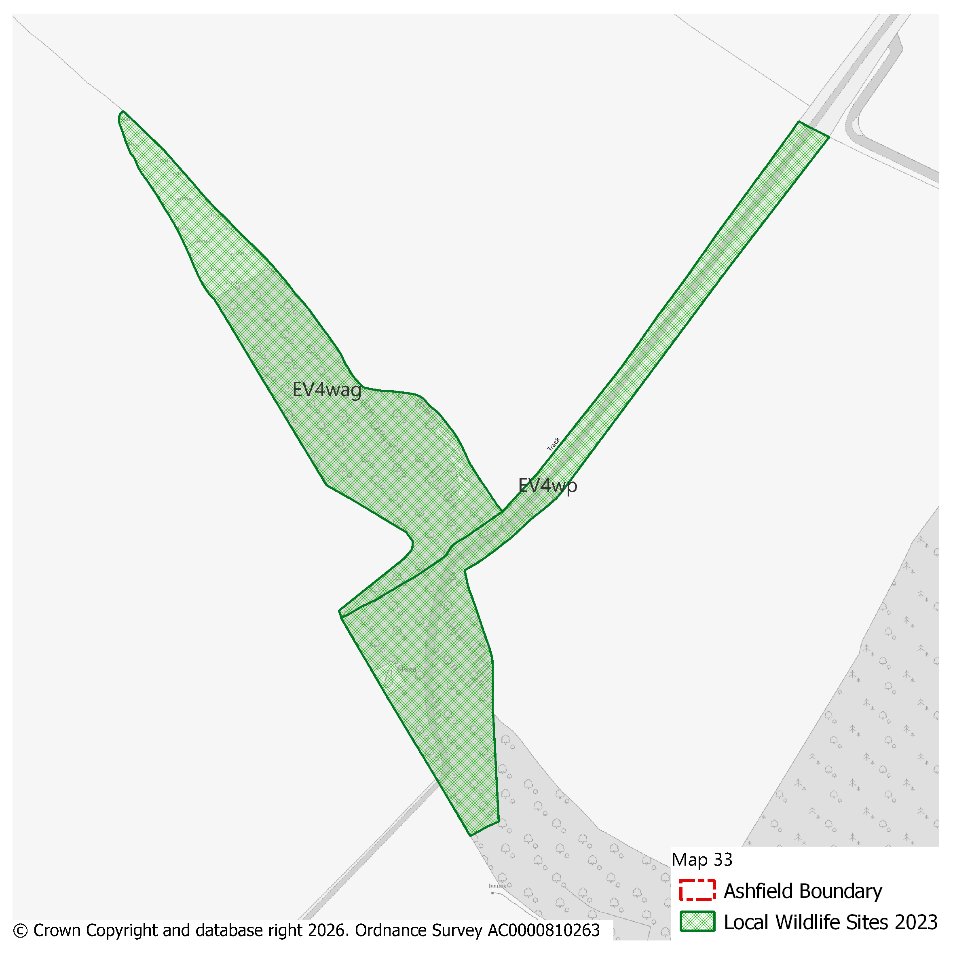 EV4wag
Track
EV4wp
Map 33
Ashfield Boundary
Local Wildlife Sites 2023
© Crown Copyright and database right 2026. Ordnance Survey AC0000810263